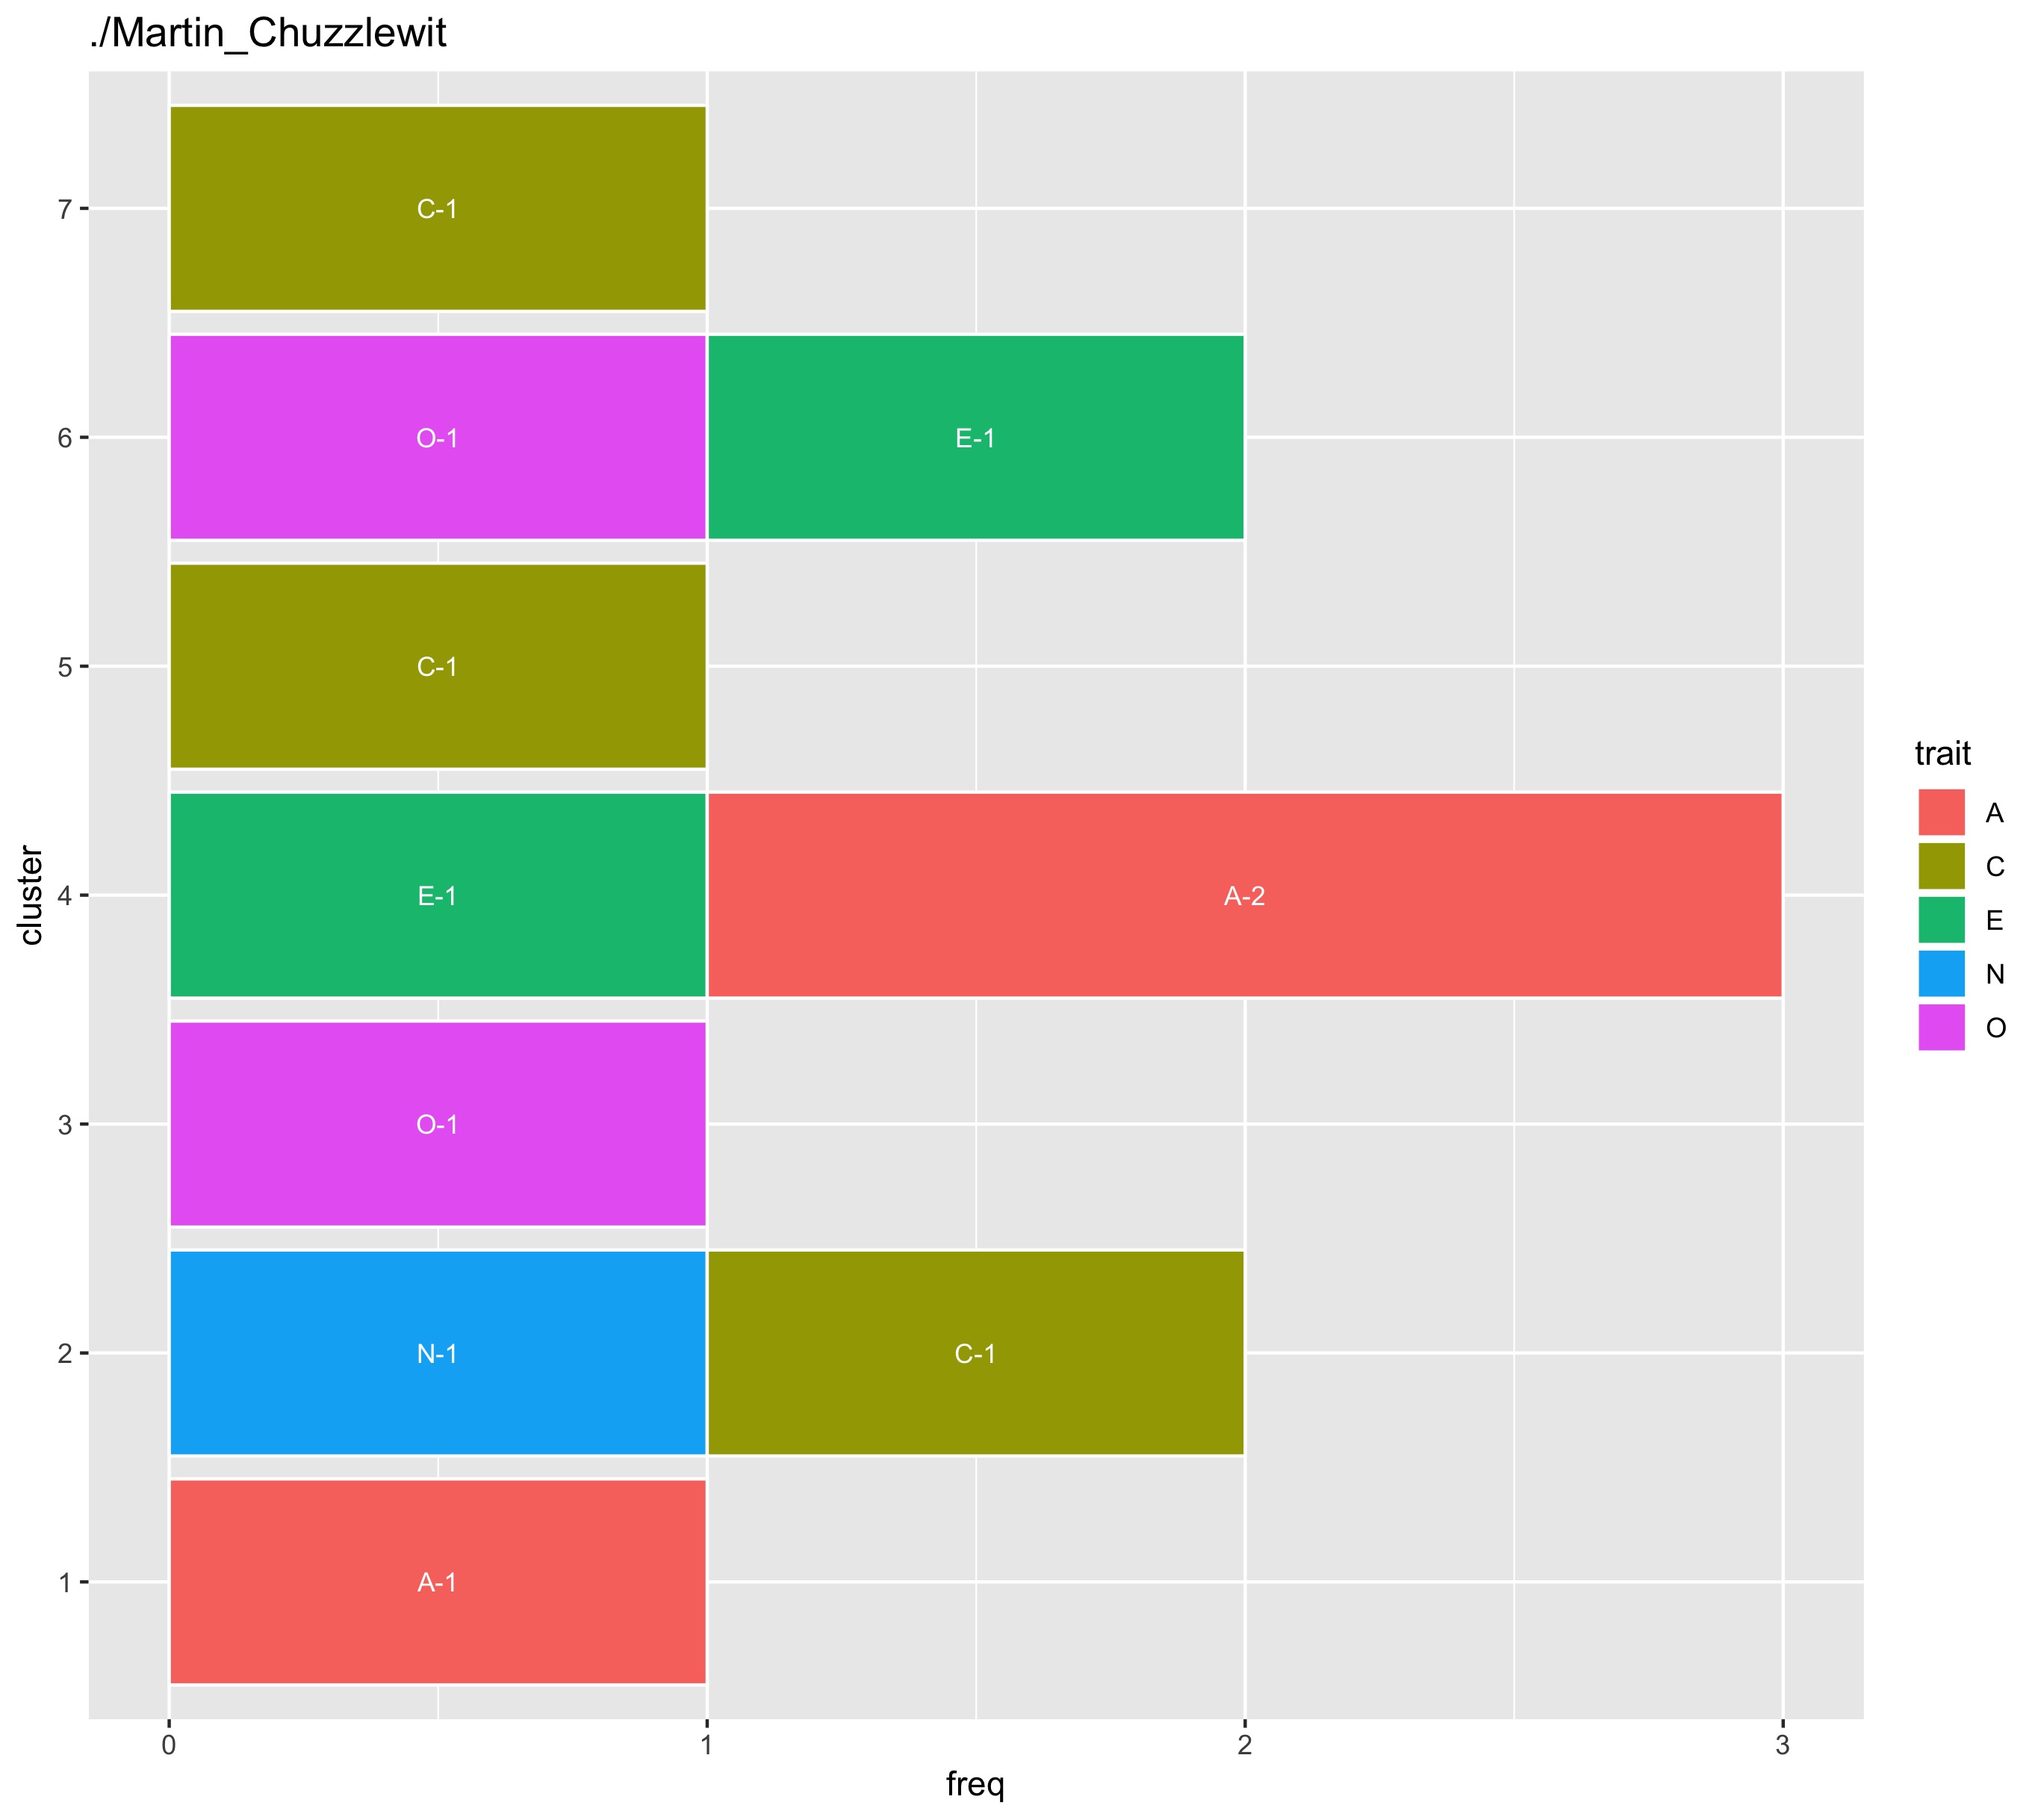 ./Martin_Chuzzlewit
7
C-1
6
O-1 E-1
5
C-1
4
E-1 A-2
3
O-1
2
N-1 C-1
1
A-1
0 1 2 3
freq
cluster
trait
A
C
E
N
O